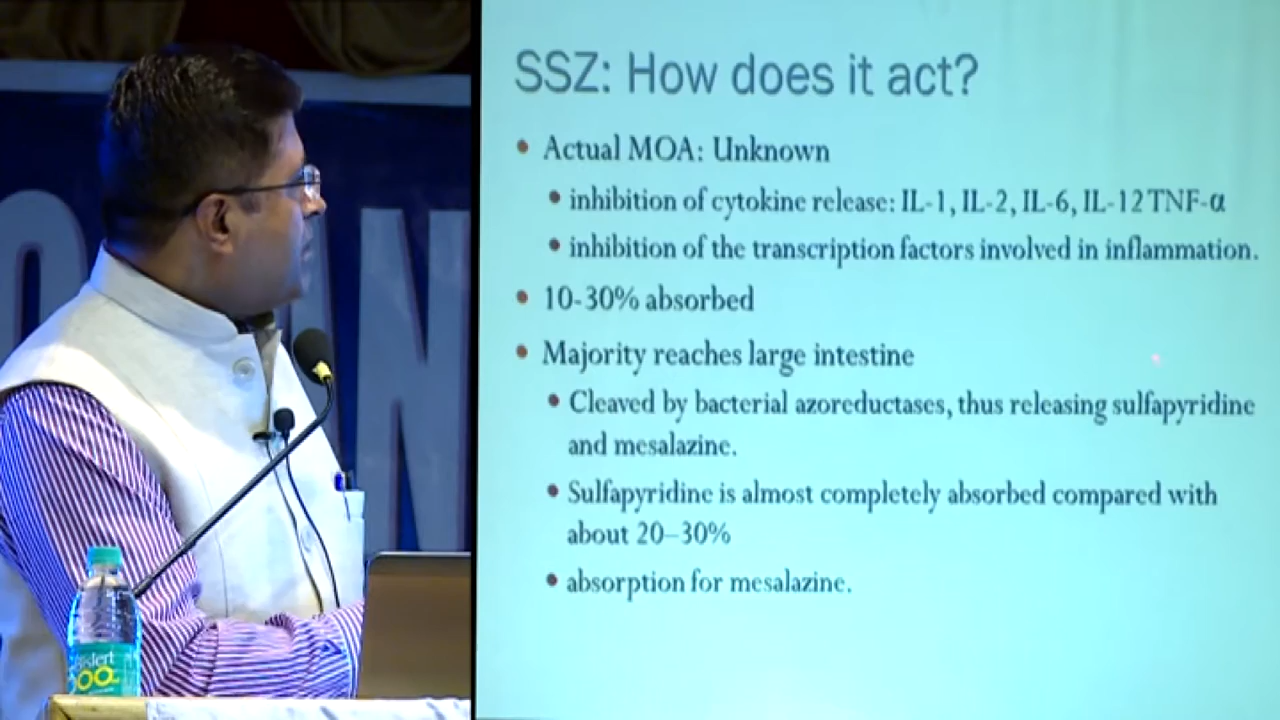 SSZ: How does it act?
• Actual MOA: Unknown
• inhibition of cytokine release: IL-1, IL-2, IL-6, IL-12 TNF-α
• inhibition of the transcription factors involved in inflammation.
• 10-30% absorbed
• Majority reaches large intestine
• Cleaved by bacterial azoreductases, thus releasing sulfapyridine
and mesalazine.
• Sulfapyridine is almost completely absorbed compared with
about 20–30%
• absorption for mesalazine.